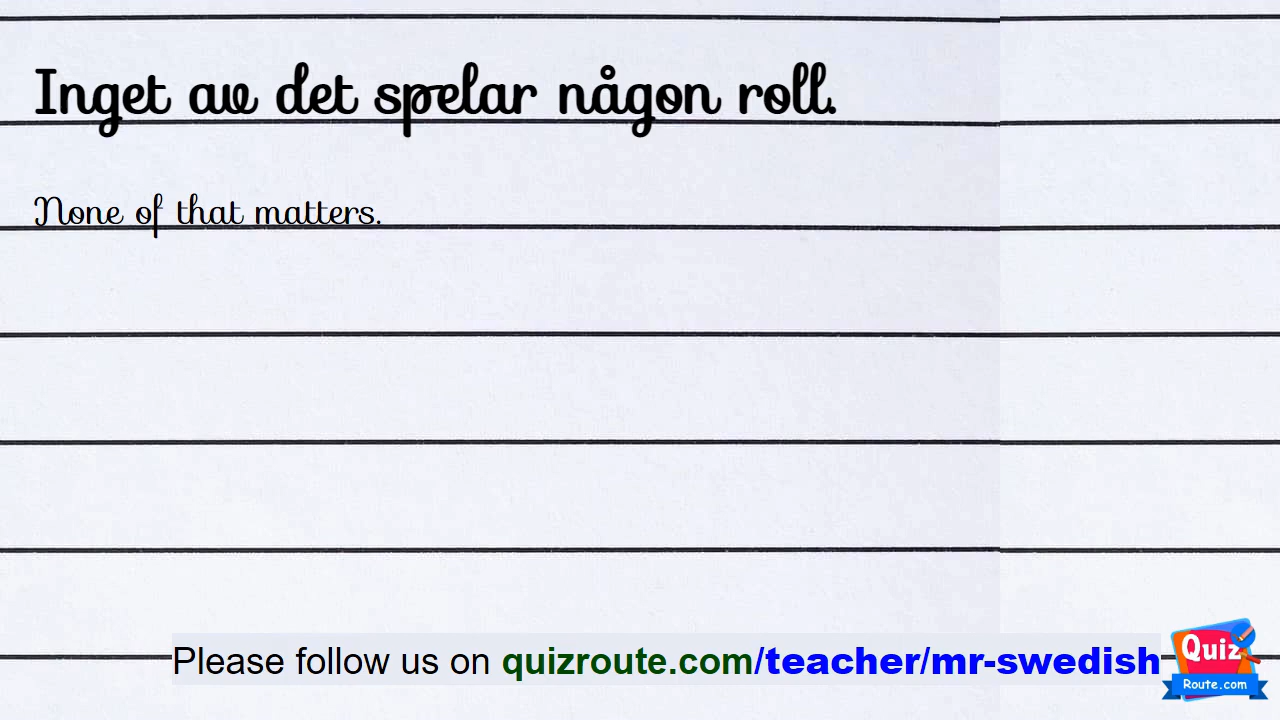 Inget av det spelar någon roll.
None of that matters.
Please follow us on quizroute.com/teacher/mr-swedish
Quiz
Route.com